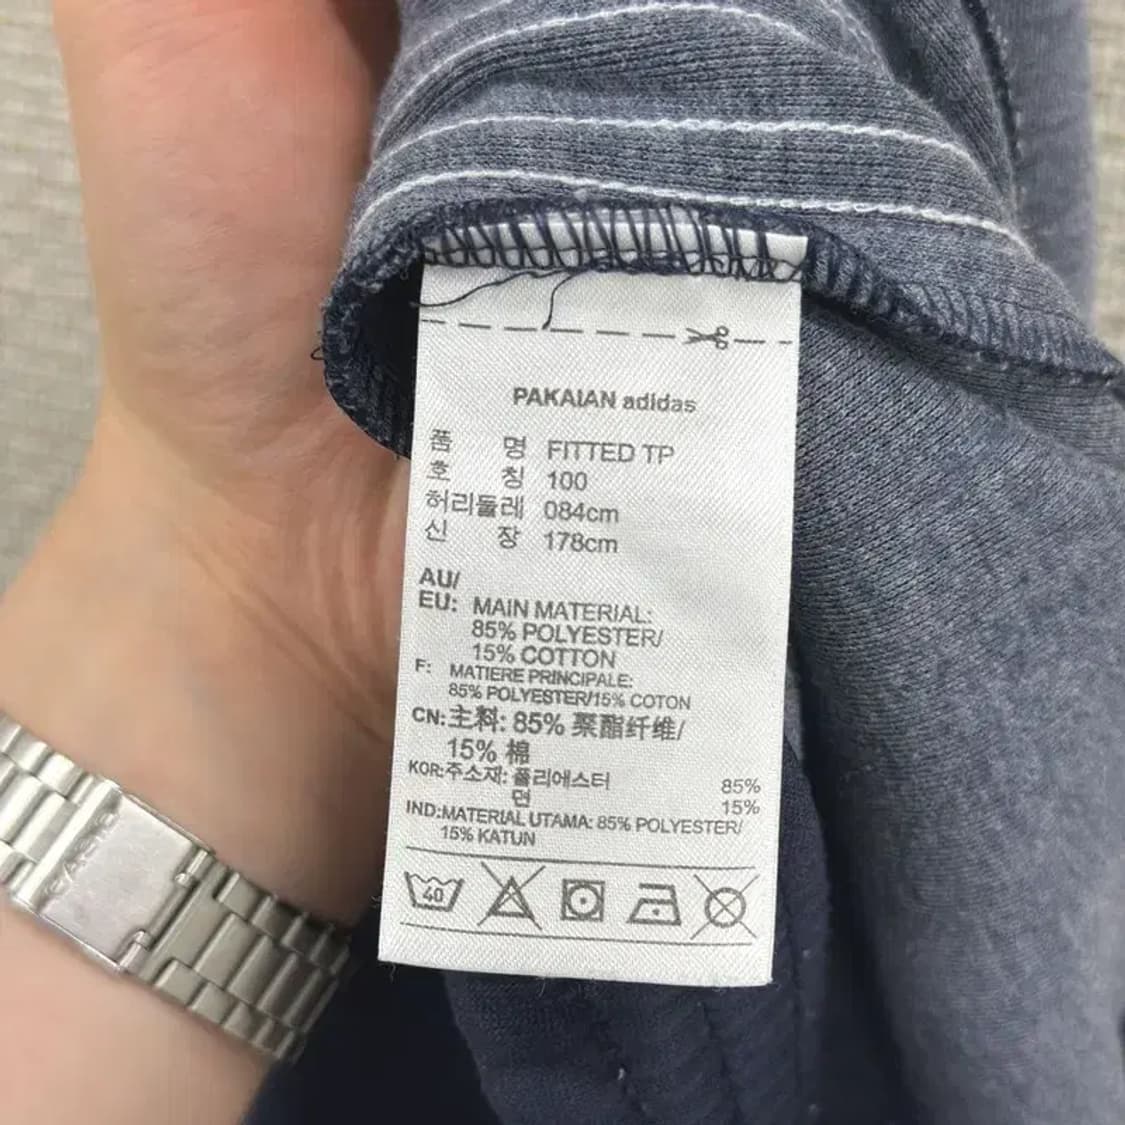 PAKAIAN adidas
품 명 FITTED TP
호 칭 100
허리둘레 084cm
신 장 178cm
AU/
EU: MAIN MATERIAL:
85% POLYESTER/
15% COTTON
F: MATIERE PRINCIPALE:
85% POLYESTER/15% COTON
CN:主料: 85% 聚酯纤维/
15% 棉
KOR:주소재: 폴리에스터 85%
면 15%
IND:MATERIAL UTAMA: 85% POLYESTER/
15% KATUN
40
CASIO